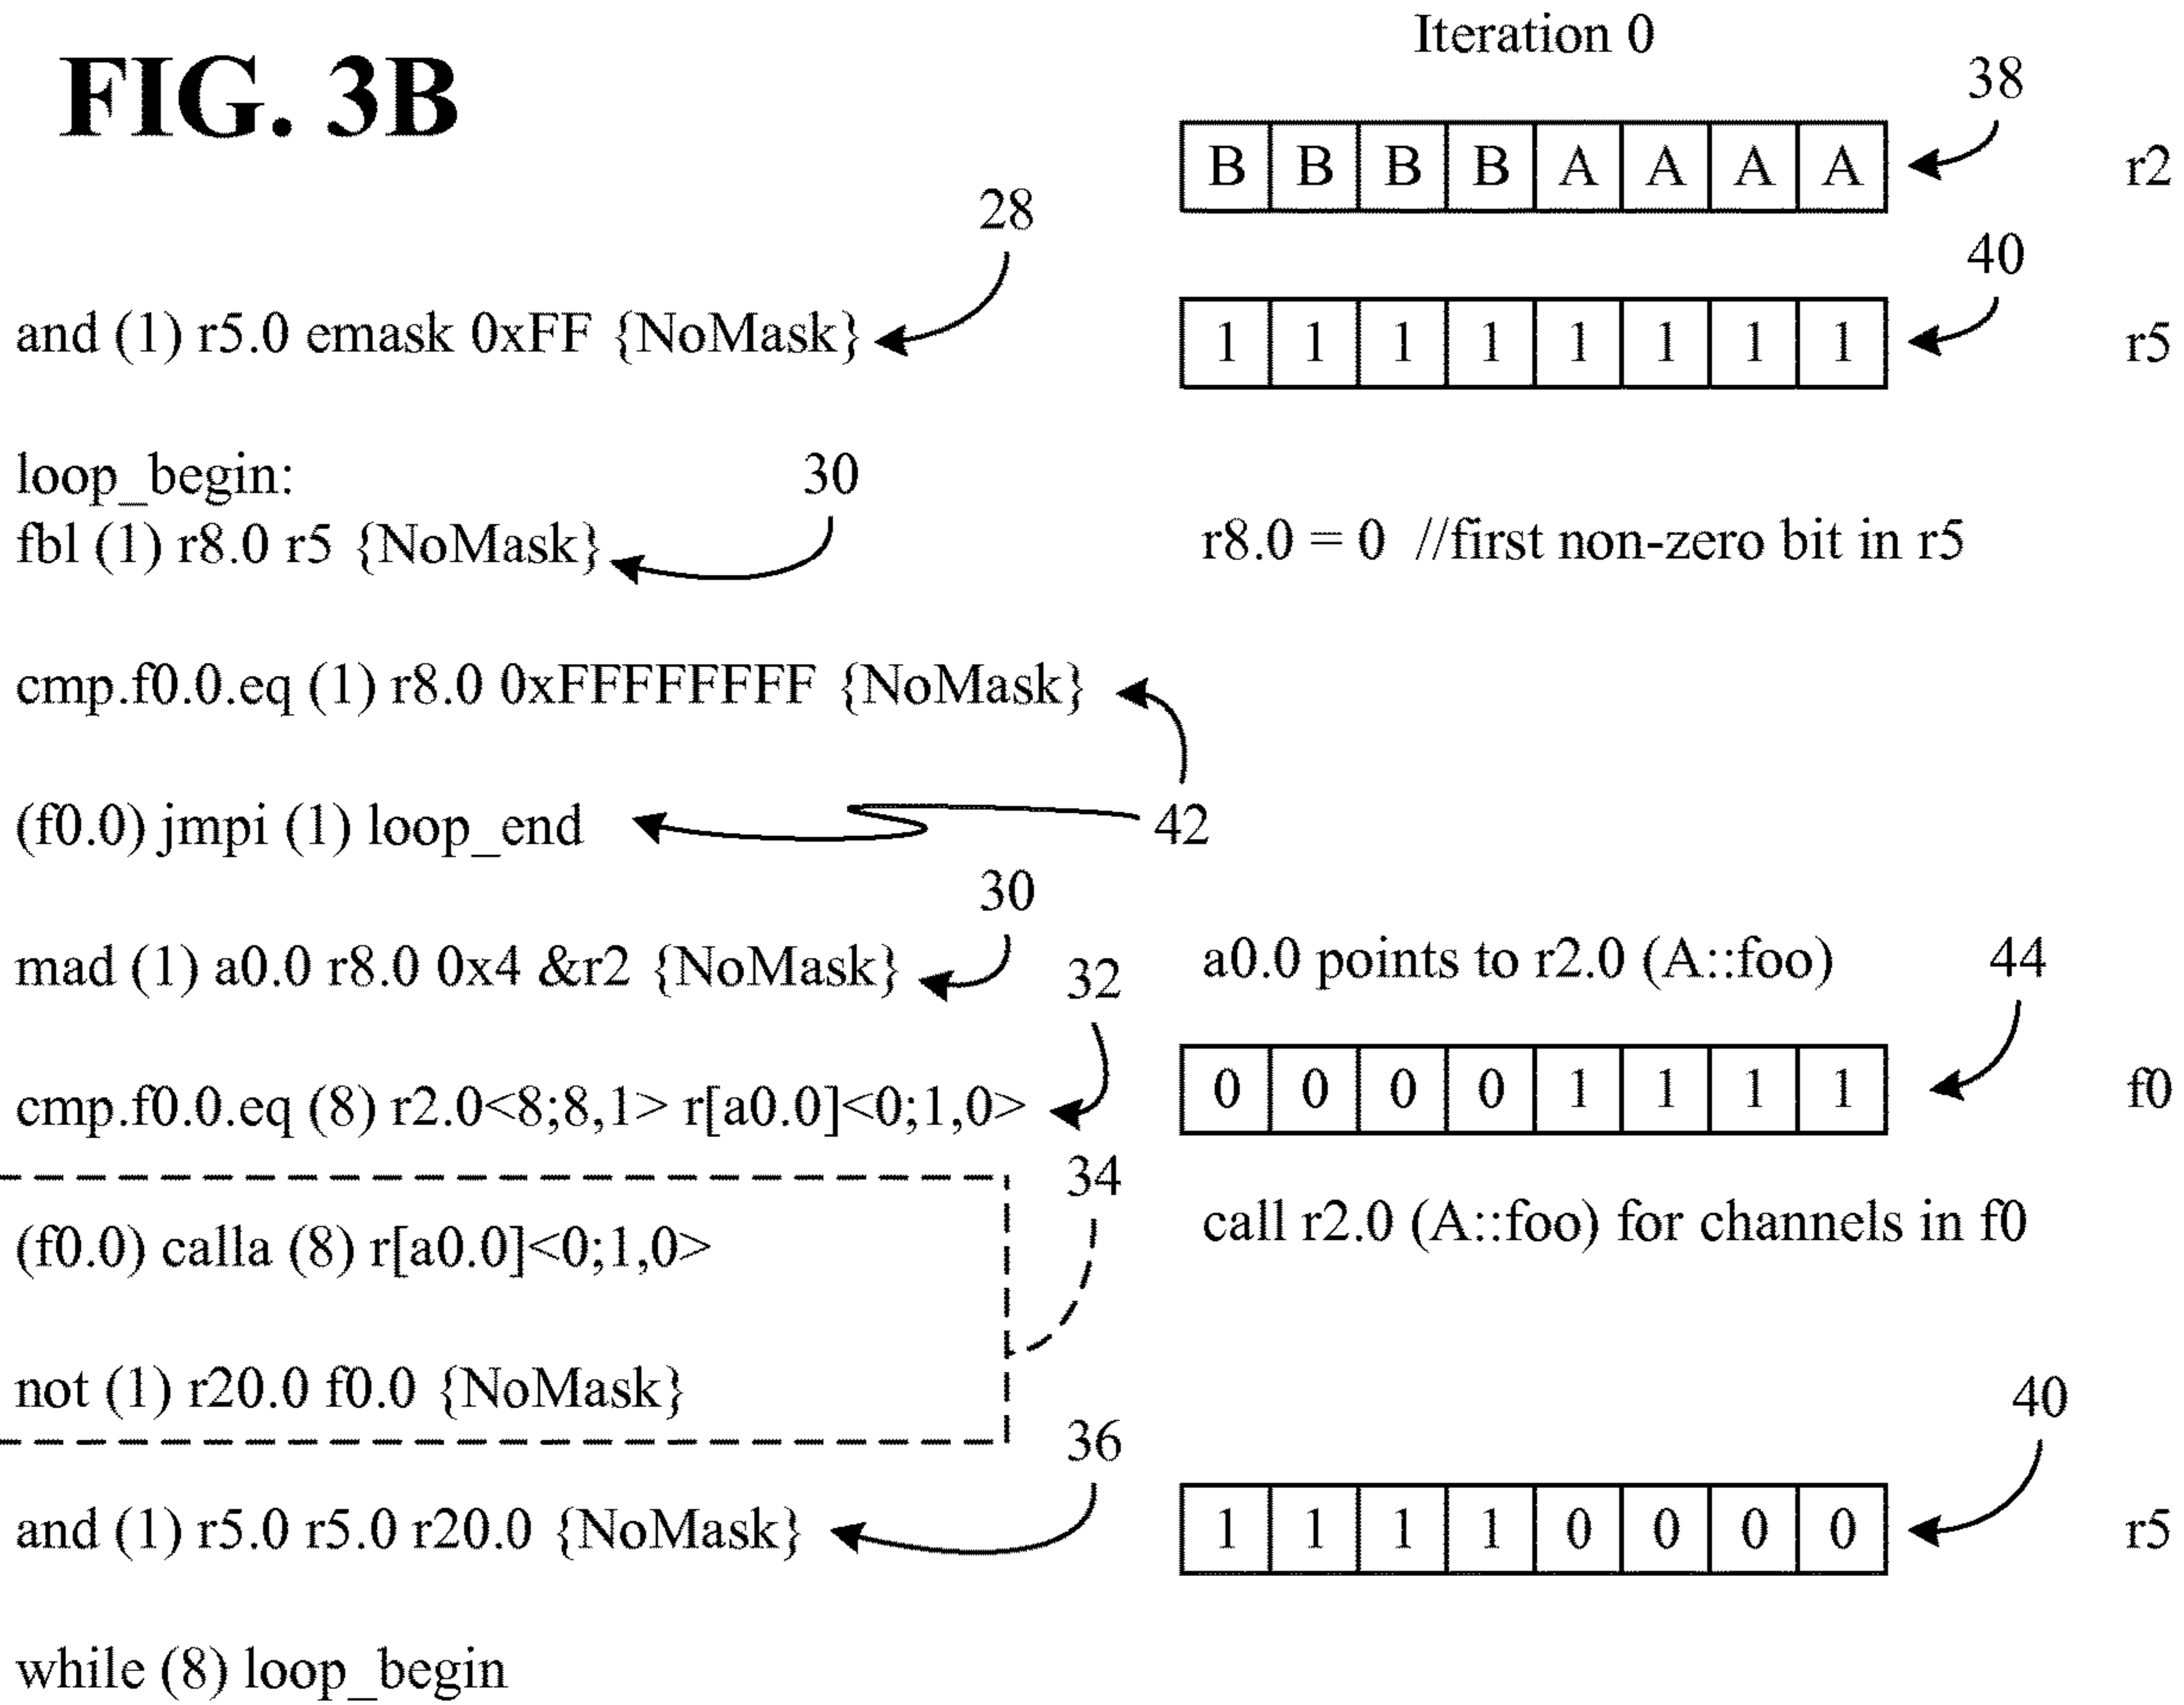 FIG. 3B
Iteration 0
38
B B B B A A A A
r2
28
40
and (1) r5.0 emask 0xFF {NoMask}
1 1 1 1 1 1 1 1
r5
loop_begin:
30
fbl (1) r8.0 r5 {NoMask}
r8.0 = 0 //first non-zero bit in r5
cmp.f0.0.eq (1) r8.0 0xFFFFFFFF {NoMask}
(f0.0) jmpi (1) loop_end
42
30
mad (1) a0.0 r8.0 0x4 &r2 {NoMask}
32
a0.0 points to r2.0 (A::foo)
44
cmp.f0.0.eq (8) r2.0<8;8,1> r[a0.0]<0;1,0>
0 0 0 0 1 1 1 1
f0
34
(f0.0) calla (8) r[a0.0]<0;1,0>
call r2.0 (A::foo) for channels in f0
not (1) r20.0 f0.0 {NoMask}
36
40
and (1) r5.0 r5.0 r20.0 {NoMask}
1 1 1 1 0 0 0 0
r5
while (8) loop_begin